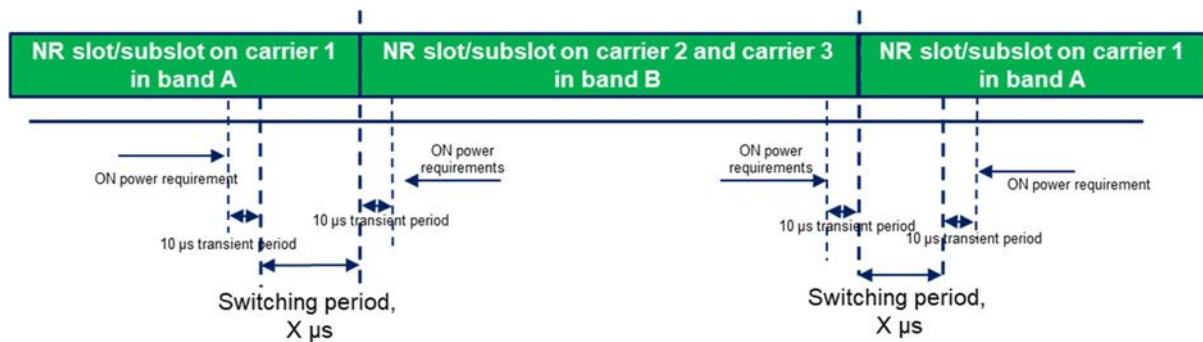 NR slot/subslot on carrier 1
in band A
NR slot/subslot on carrier 2 and carrier 3
in band B
NR slot/subslot on carrier 1
in band A
ON power requirement
ON power
requirements
ON power
requirements
ON power requirement
10 µs transient period
10 µs transient period
10 µs transient period
10 µs transient period
Switching period,
X µs
Switching period,
X µs